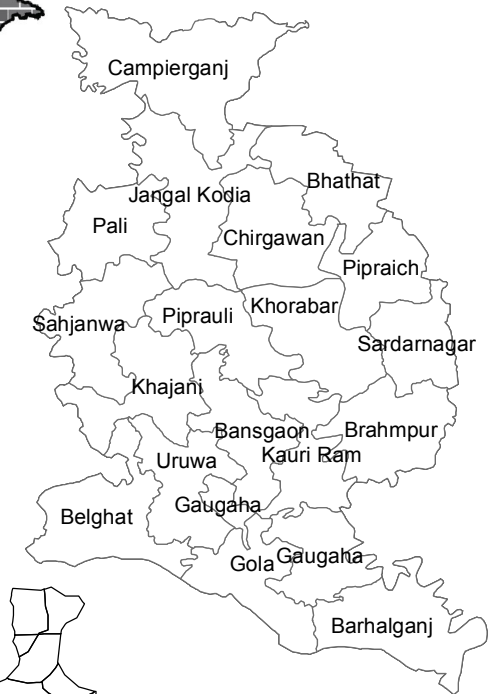 Campierganj
Bhathat
Jangal Kodia
Pali
Chirgawan
Pipraich
Khorabar
Piprauli
Sahjanwa
Sardarnagar
Khajani
Bansgaon
Brahmpur
Kauri Ram
Uruwa
Gaugaha
Belghat
Gola
Gaugaha
Barhalganj